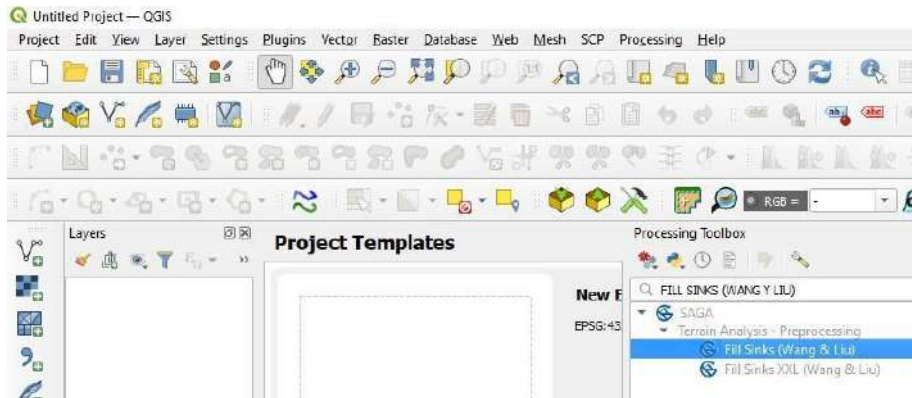 Untitled Project — QGIS
Project Edit View Layer Settings Plugins Vector Raster Database Web Mesh SCP Processing Help
abc
abc
RGB = -
Layers
Project Templates
Processing Toolbox
FILL SINKS (WANG Y LIU)
New E
EPSG:43
SAGA
Terrain Analysis - Preprocessing
Fill Sinks (Wang & Liu)
Fill Sinks XXL (Wang & Liu)